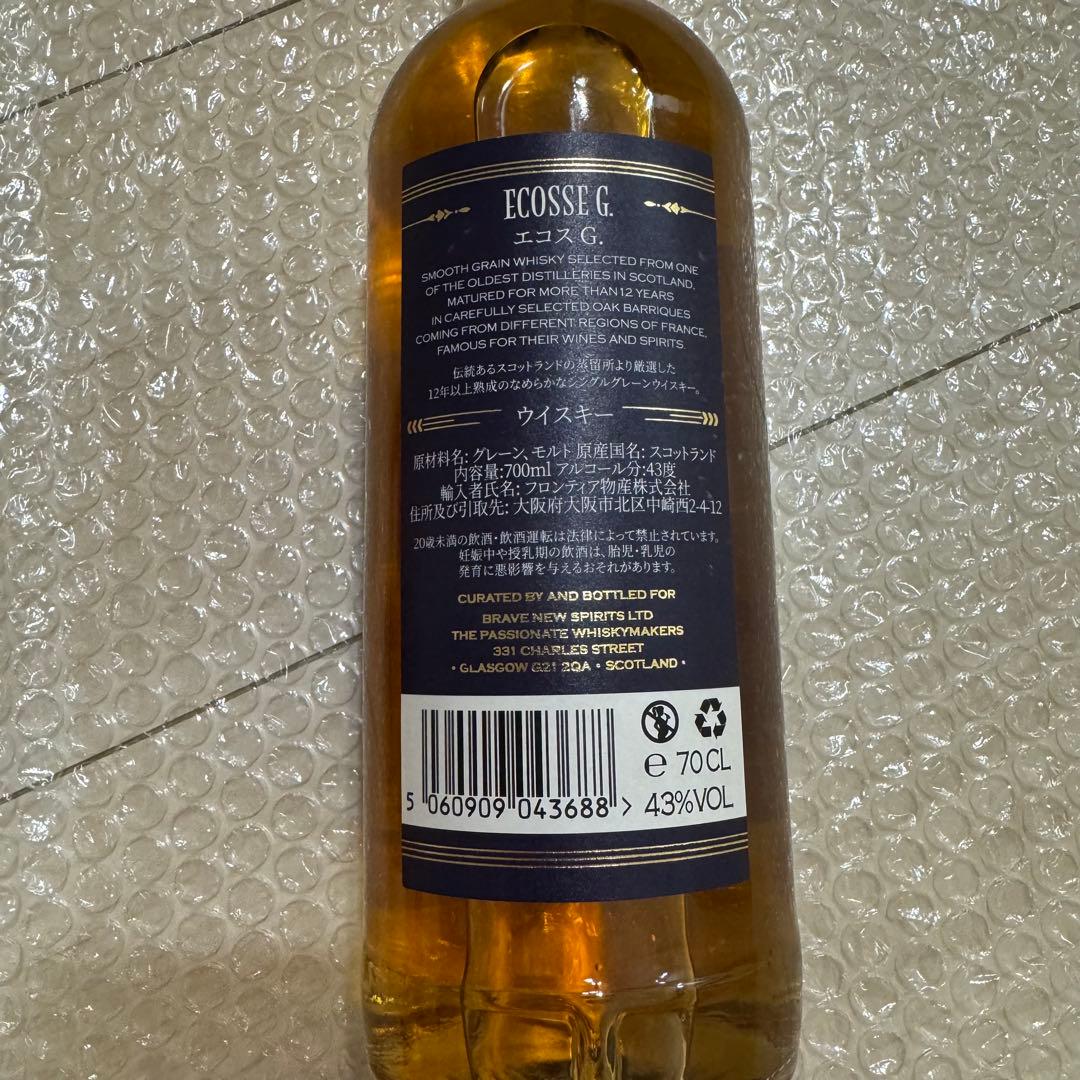 ECOSSE G.
エコス G.
SMOOTH GRAIN WHISKY SELECTED FROM ONE
OF THE OLDEST DISTILLERIES IN SCOTLAND.
MATURED FOR MORE THAN 12 YEARS
IN CAREFULLY SELECTED OAK BARRIQUES
COMING FROM DIFFERENT REGIONS OF FRANCE,
FAMOUS FOR THEIR WINES AND SPIRITS
伝統あるスコットランドの蒸留所より厳選した
12年以上熟成のなめらかなシングルグレーンウイスキー。
ウイスキー
原材料名: グレーン、モルト 原産国名: スコットランド
内容量:700ml アルコール分:43度
輸入者氏名: フロンティア物産株式会社
住所及び引取先: 大阪府大阪市北区中崎西2-4-12
20歳未満の飲酒・飲酒運転は法律によって禁止されています。
妊娠中や授乳期の飲酒は、胎児・乳児の
発育に悪影響を与えるおそれがあります。
CURATED BY AND BOTTLED FOR
BRAVE NEW SPIRITS LTD
THE PASSIONATE WHISKYMAKERS
331 CHARLES STREET
• GLASGOW G21 2QA • SCOTLAND •
e 70 CL
5 060909 043688 > 43%VOL